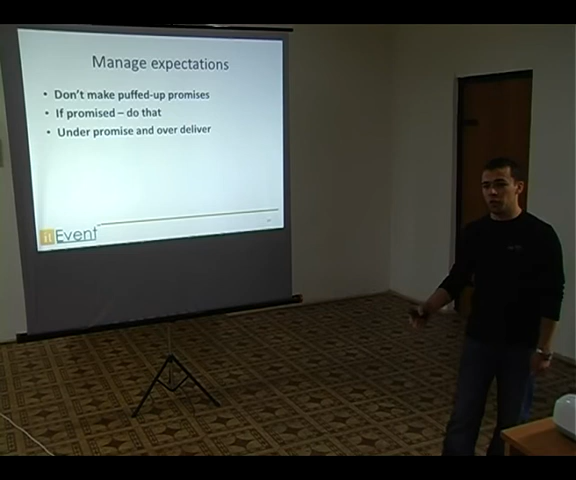 Manage expectations
• Don't make puffed-up promises
• If promised – do that
• Under promise and over deliver
itEvent